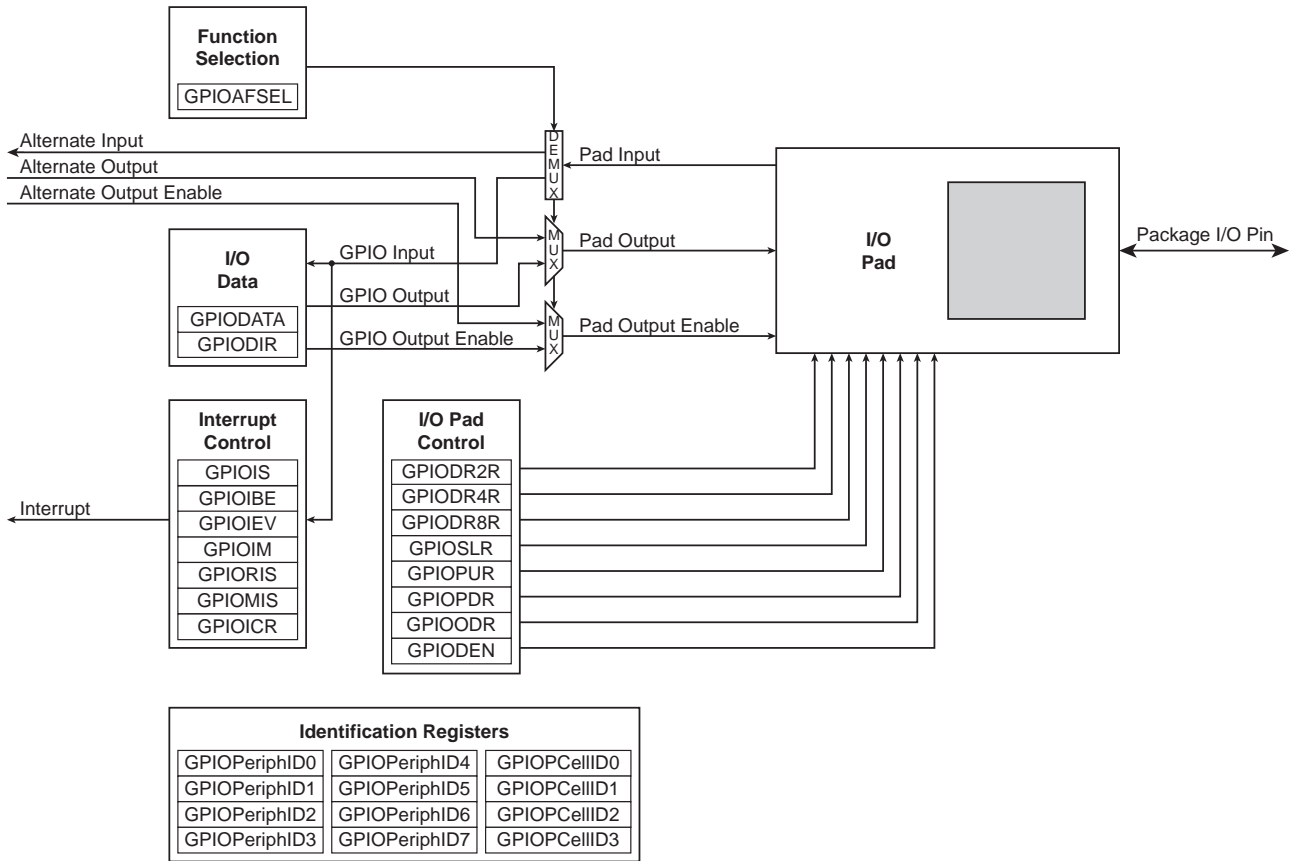 Function
Selection
GPIOAFSEL
Alternate Input
Alternate Output
Alternate Output Enable
DEMUX
Pad Input
MUX
Pad Output
MUX
Pad Output Enable
I/O
Pad
Package I/O Pin
I/O
Data
GPIODATA
GPIODIR
GPIO Input
GPIO Output
GPIO Output Enable
Interrupt
Control
GPIOIS
GPIOIBE
GPIOIEV
GPIOIM
GPIORIS
GPIOMIS
GPIOICR
Interrupt
I/O Pad
Control
GPIODR2R
GPIODR4R
GPIODR8R
GPIOSLR
GPIOPUR
GPIOPDR
GPIOODR
GPIODEN
Identification Registers
GPIOPeriphID0 GPIOPeriphID4 GPIOPCellID0
GPIOPeriphID1 GPIOPeriphID5 GPIOPCellID1
GPIOPeriphID2 GPIOPeriphID6 GPIOPCellID2
GPIOPeriphID3 GPIOPeriphID7 GPIOPCellID3